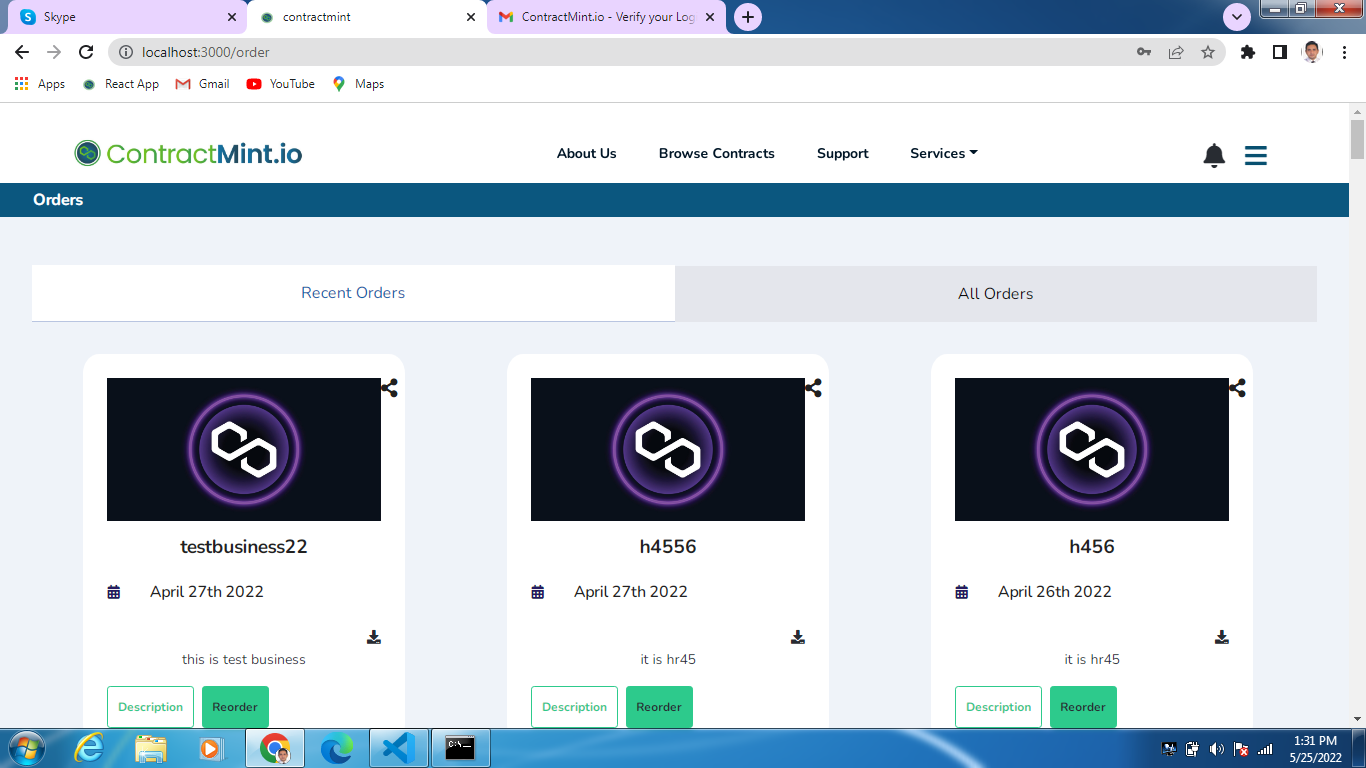 Skype
contractmint
ContractMint.io - Verify your Log
localhost:3000/order
Apps
React App
Gmail
YouTube
Maps
ContractMint.io
About Us
Browse Contracts
Support
Services
Orders
Recent Orders
All Orders
testbusiness22
April 27th 2022
this is test business
Description
Reorder
h4556
April 27th 2022
it is hr45
Description
Reorder
h456
April 26th 2022
it is hr45
Description
Reorder
1:31 PM
5/25/2022